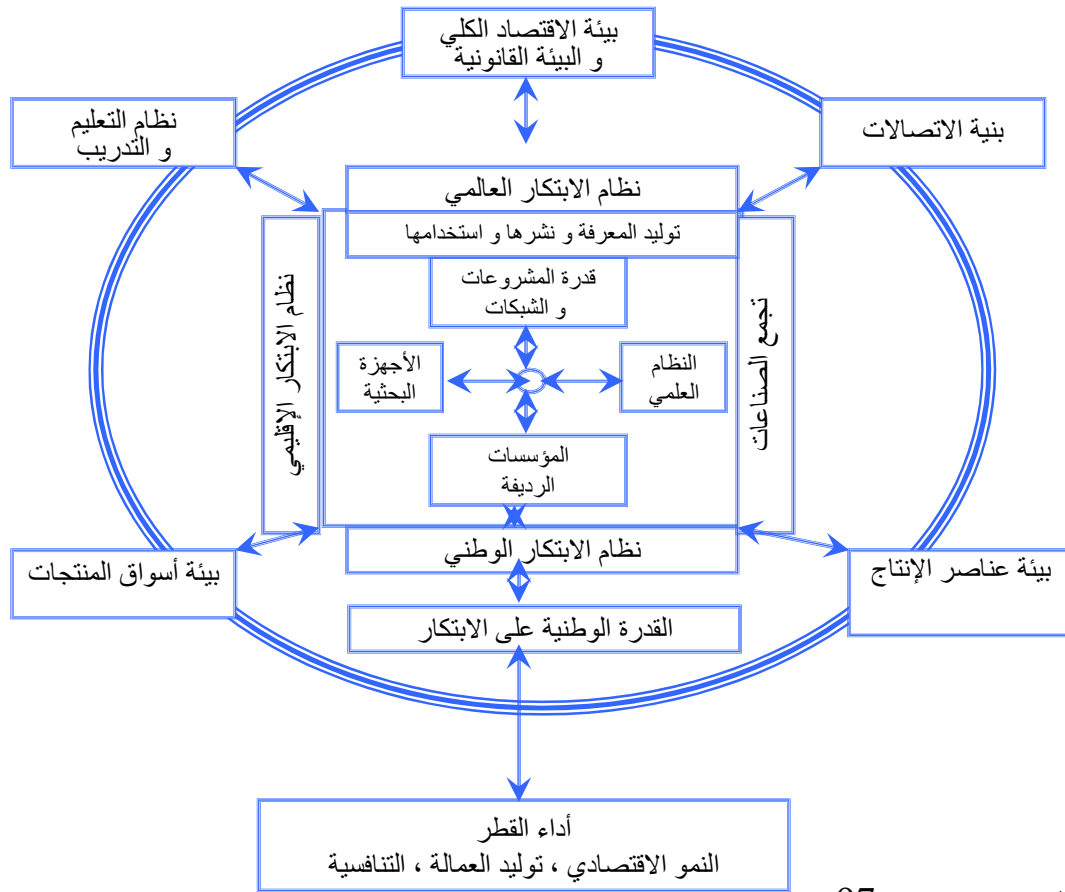 بيئة الاقتصاد الكلي
و البيئة القانونية
نظام التعليم
و التدريب
بنية الاتصالات
نظام الابتكار العالمي
توليد المعرفة و نشرها و استخدامها
قدرة المشروعات
و الشبكات
نظام الابتكار الإقليمي
تجمع الصناعات
الأجهزة
البحثية
النظام
العلمي
المؤسسات
الرديفة
نظام الابتكار الوطني
بيئة أسواق المنتجات
بيئة عناصر الإنتاج
القدرة الوطنية على الابتكار
أداء القطر
النمو الاقتصادي ، توليد العمالة ، التنافسية